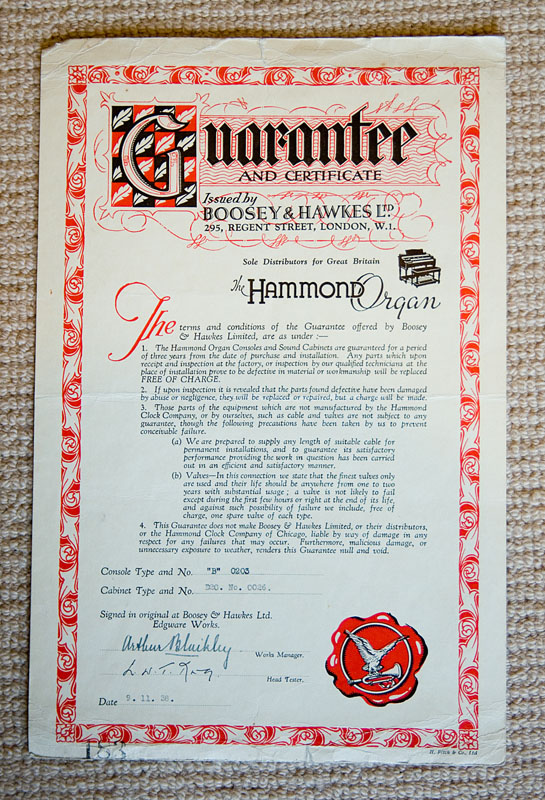 Guarantee
AND CERTIFICATE
Issued by
BOOSEY & HAWKES LTD
295, REGENT STREET, LONDON, W.1.
Sole Distributors for Great Britain
The HAMMOND Organ
The terms and conditions of the Guarantee offered by Boosey
& Hawkes Limited, are as under :—
1. The Hammond Organ Consoles and Sound Cabinets are guaranteed for a period
of three years from the date of purchase and installation. Any parts which upon
receipt and inspection at the factory, or inspection by our qualified technicians at the
place of installation prove to be defective in material or workmanship will be replaced
FREE OF CHARGE.
2. If upon inspection it is revealed that the parts found defective have been damaged
by abuse or negligence, they will be replaced or repaired, but a charge will be made.
3. Those parts of the equipment which are not manufactured by the Hammond
Clock Company, or by ourselves, such as cable and valves are not subject to any
guarantee, though the following precautions have been taken by us to prevent
conceivable failure.
(a) We are prepared to supply any length of suitable cable for
permanent installations, and to guarantee its satisfactory
performance providing the work in question has been carried
out in an efficient and satisfactory manner.
(b) Valves—In this connection we state that the finest valves only
are used and their life should be anywhere from one to two
years with substantial usage ; a valve is not likely to fail
except during the first few hours or right at the end of its life,
and against such possibility of failure we include, free of
charge, one spare valve of each type.
4. This Guarantee does not make Boosey & Hawkes Limited, or their distributors,
or the Hammond Clock Company of Chicago, liable by way of damage in any
respect for any failures that may occur. Furthermore, malicious damage, or
unnecessary exposure to weather, renders this Guarantee null and void.
Console Type and No. "B" 0203
Cabinet Type and No. No. 0026.
Signed in original at Boosey & Hawkes Ltd.
Edgware Works.
Arthur Blaikley
Works Manager.
Head Tester.
Date 9. 11. 38.
183
& Co. Ltd